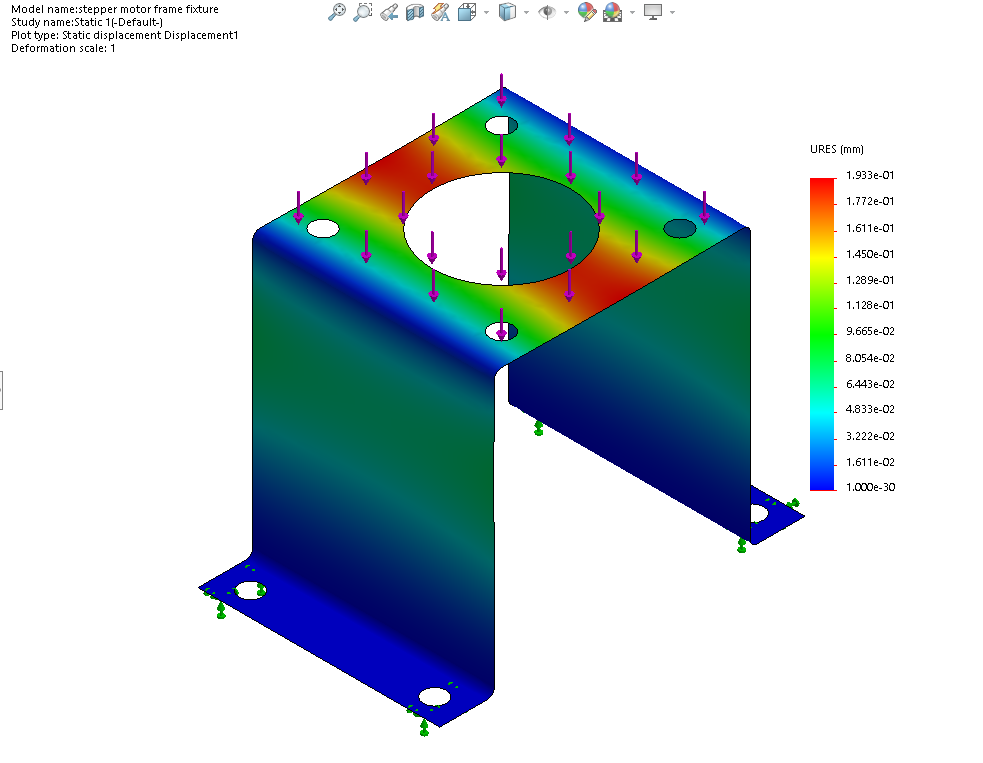 Model name:stepper motor frame fixture
Study name:Static 1(-Default-)
Plot type: Static displacement Displacement1
Deformation scale: 1
URES (mm)
1.933e-01
1.772e-01
1.611e-01
1.450e-01
1.289e-01
1.128e-01
9.665e-02
8.054e-02
6.443e-02
4.833e-02
3.222e-02
1.611e-02
1.000e-30